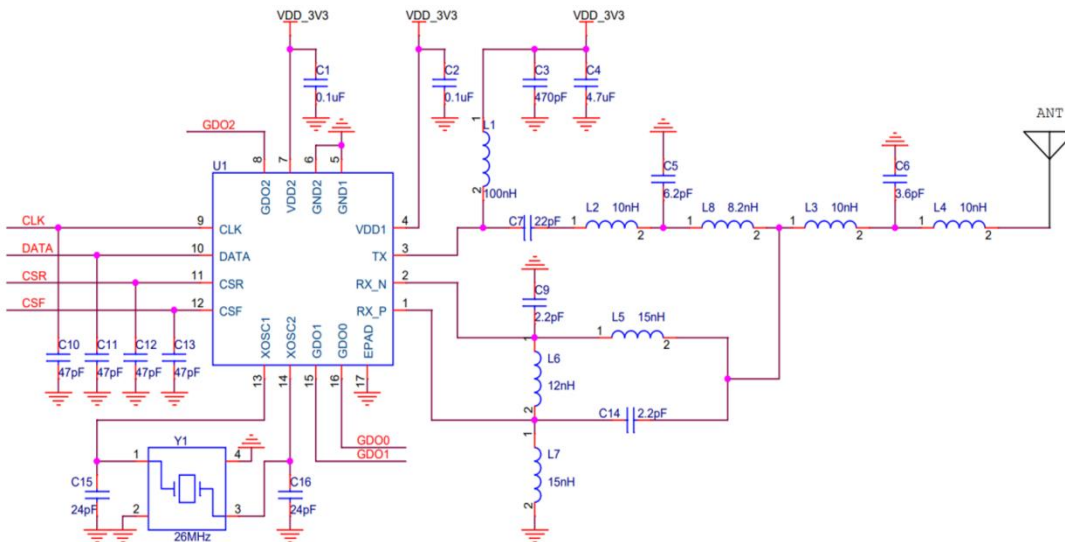 VDD_3V3 VDD_3V3 VDD_3V3
C1 C2 C3 C4
0.1uF 0.1uF 470pF 4.7uF
ANT
GDO2
1 L1
C5 C6
8 7 6 5
2 6.2pF 3.6pF
U1 100nH
GDO2 VDD2 GND2 GND1
C7 22pF L2 10nH L8 8.2nH L3 10nH L4 10nH
CLK 9 CLK VDD1 4
1 2 1 2 1 2 1 2
DATA 10 DATA TX 3
CSR 11 CSR RX_N 2
C9
CSF 12 CSF RX_P 1
2.2pF L5 15nH
XOSC1 XOSC2 GDO1 GDO0 EPAD
1 2
C10 C11 C12 C13
1 L6
47pF 47pF 47pF 47pF
12nH
13 14 15 16 17
2
C14 2.2pF
Y1 GDO0
1 L7
1 4 GDO1
C15 C16
15nH
24pF 24pF
2
2 3
26MHz